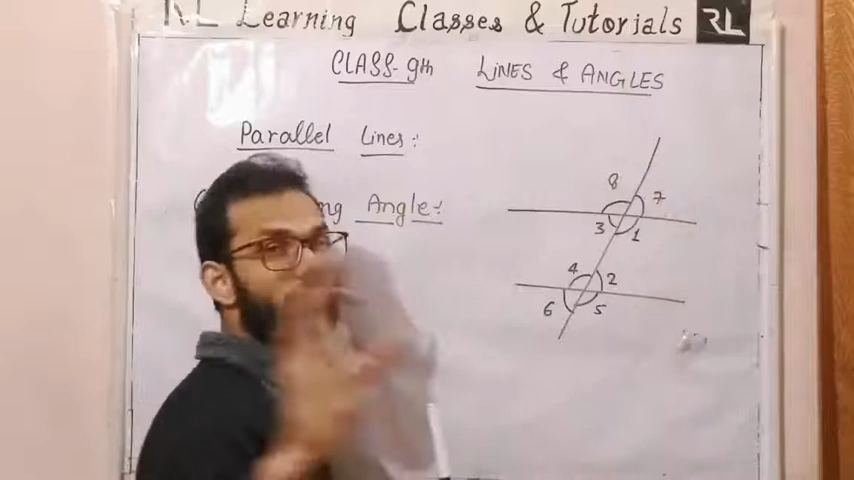 RL Learning Classes & Tutorials RL
CLASS-9th LINES & ANGLES
Parallel Lines:
Angle:
8 7
3 1
4 2
6 5